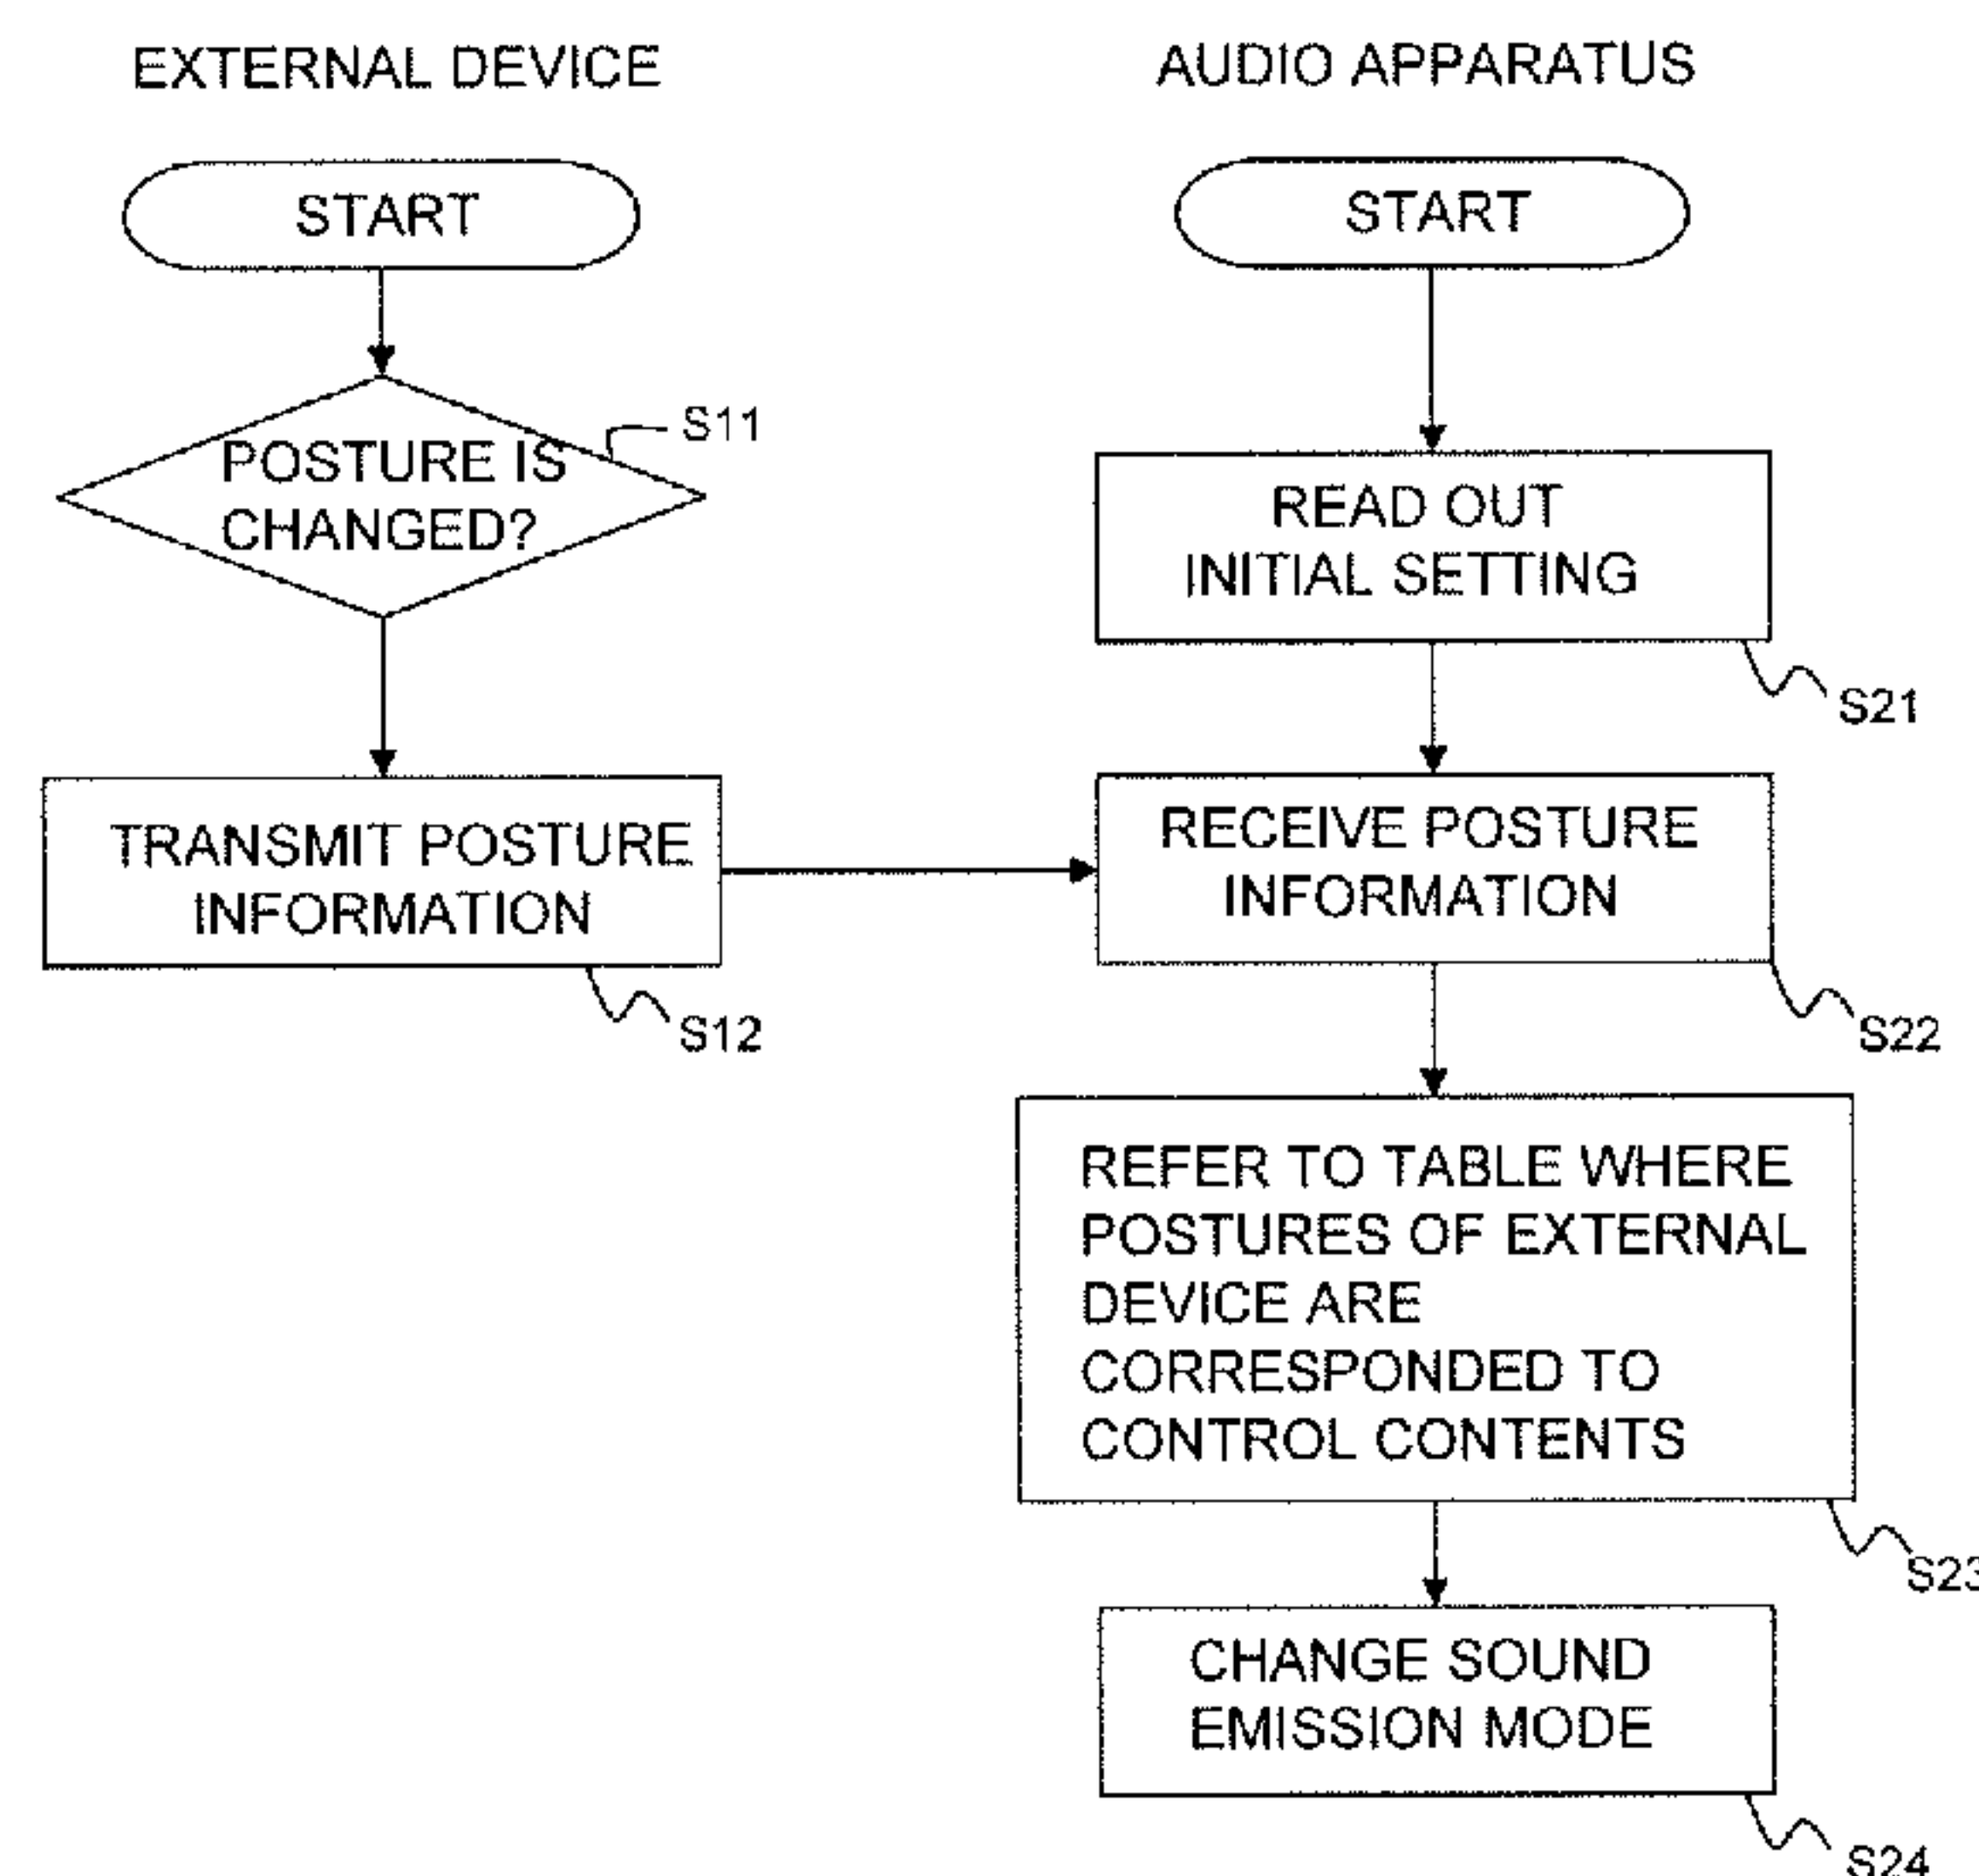 EXTERNAL DEVICE
START
POSTURE IS
CHANGED?
S11
TRANSMIT POSTURE
INFORMATION
S12
AUDIO APPARATUS
START
READ OUT
INITIAL SETTING
S21
RECEIVE POSTURE
INFORMATION
S22
REFER TO TABLE WHERE
POSTURES OF EXTERNAL
DEVICE ARE
CORRESPONDED TO
CONTROL CONTENTS
S23
CHANGE SOUND
EMISSION MODE
S24